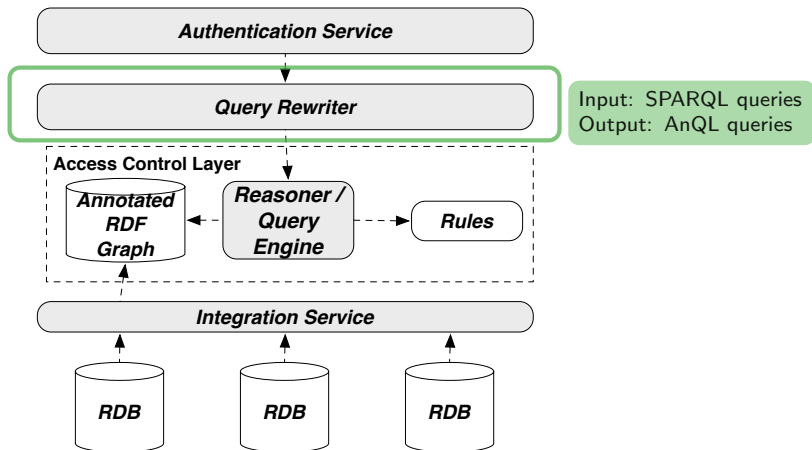 Authentication Service
Query Rewriter
Input: SPARQL queries
Output: AnQL queries
Access Control Layer
Annotated
RDF
Graph
Reasoner /
Query
Engine
Rules
Integration Service
RDB
RDB
RDB